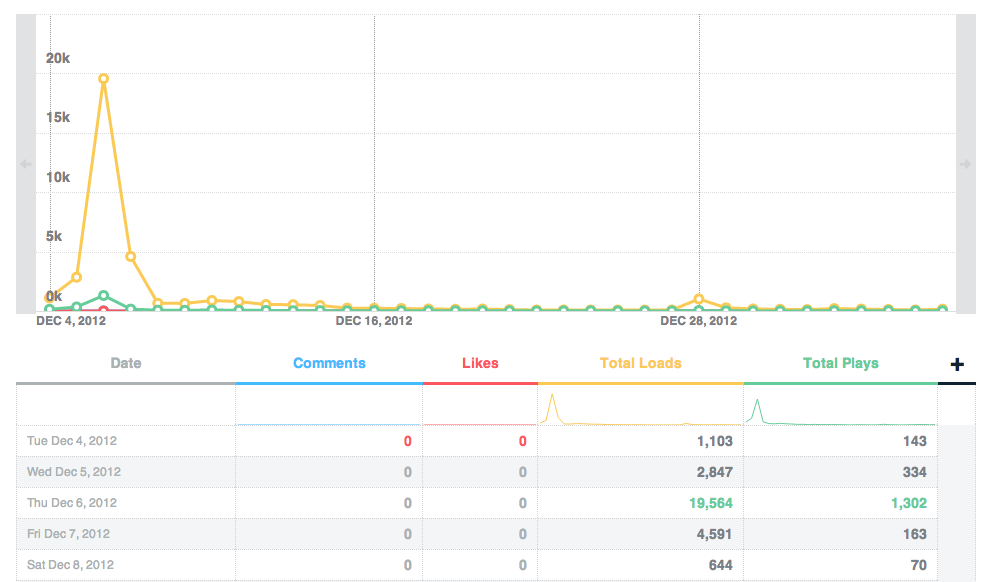 20k
15k
10k
5k
0k
DEC 4, 2012 DEC 16, 2012 DEC 28, 2012
Date Comments Likes Total Loads Total Plays +
Tue Dec 4, 2012 0 0 1,103 143
Wed Dec 5, 2012 0 0 2,847 334
Thu Dec 6, 2012 0 0 19,564 1,302
Fri Dec 7, 2012 0 0 4,591 163
Sat Dec 8, 2012 0 0 644 70